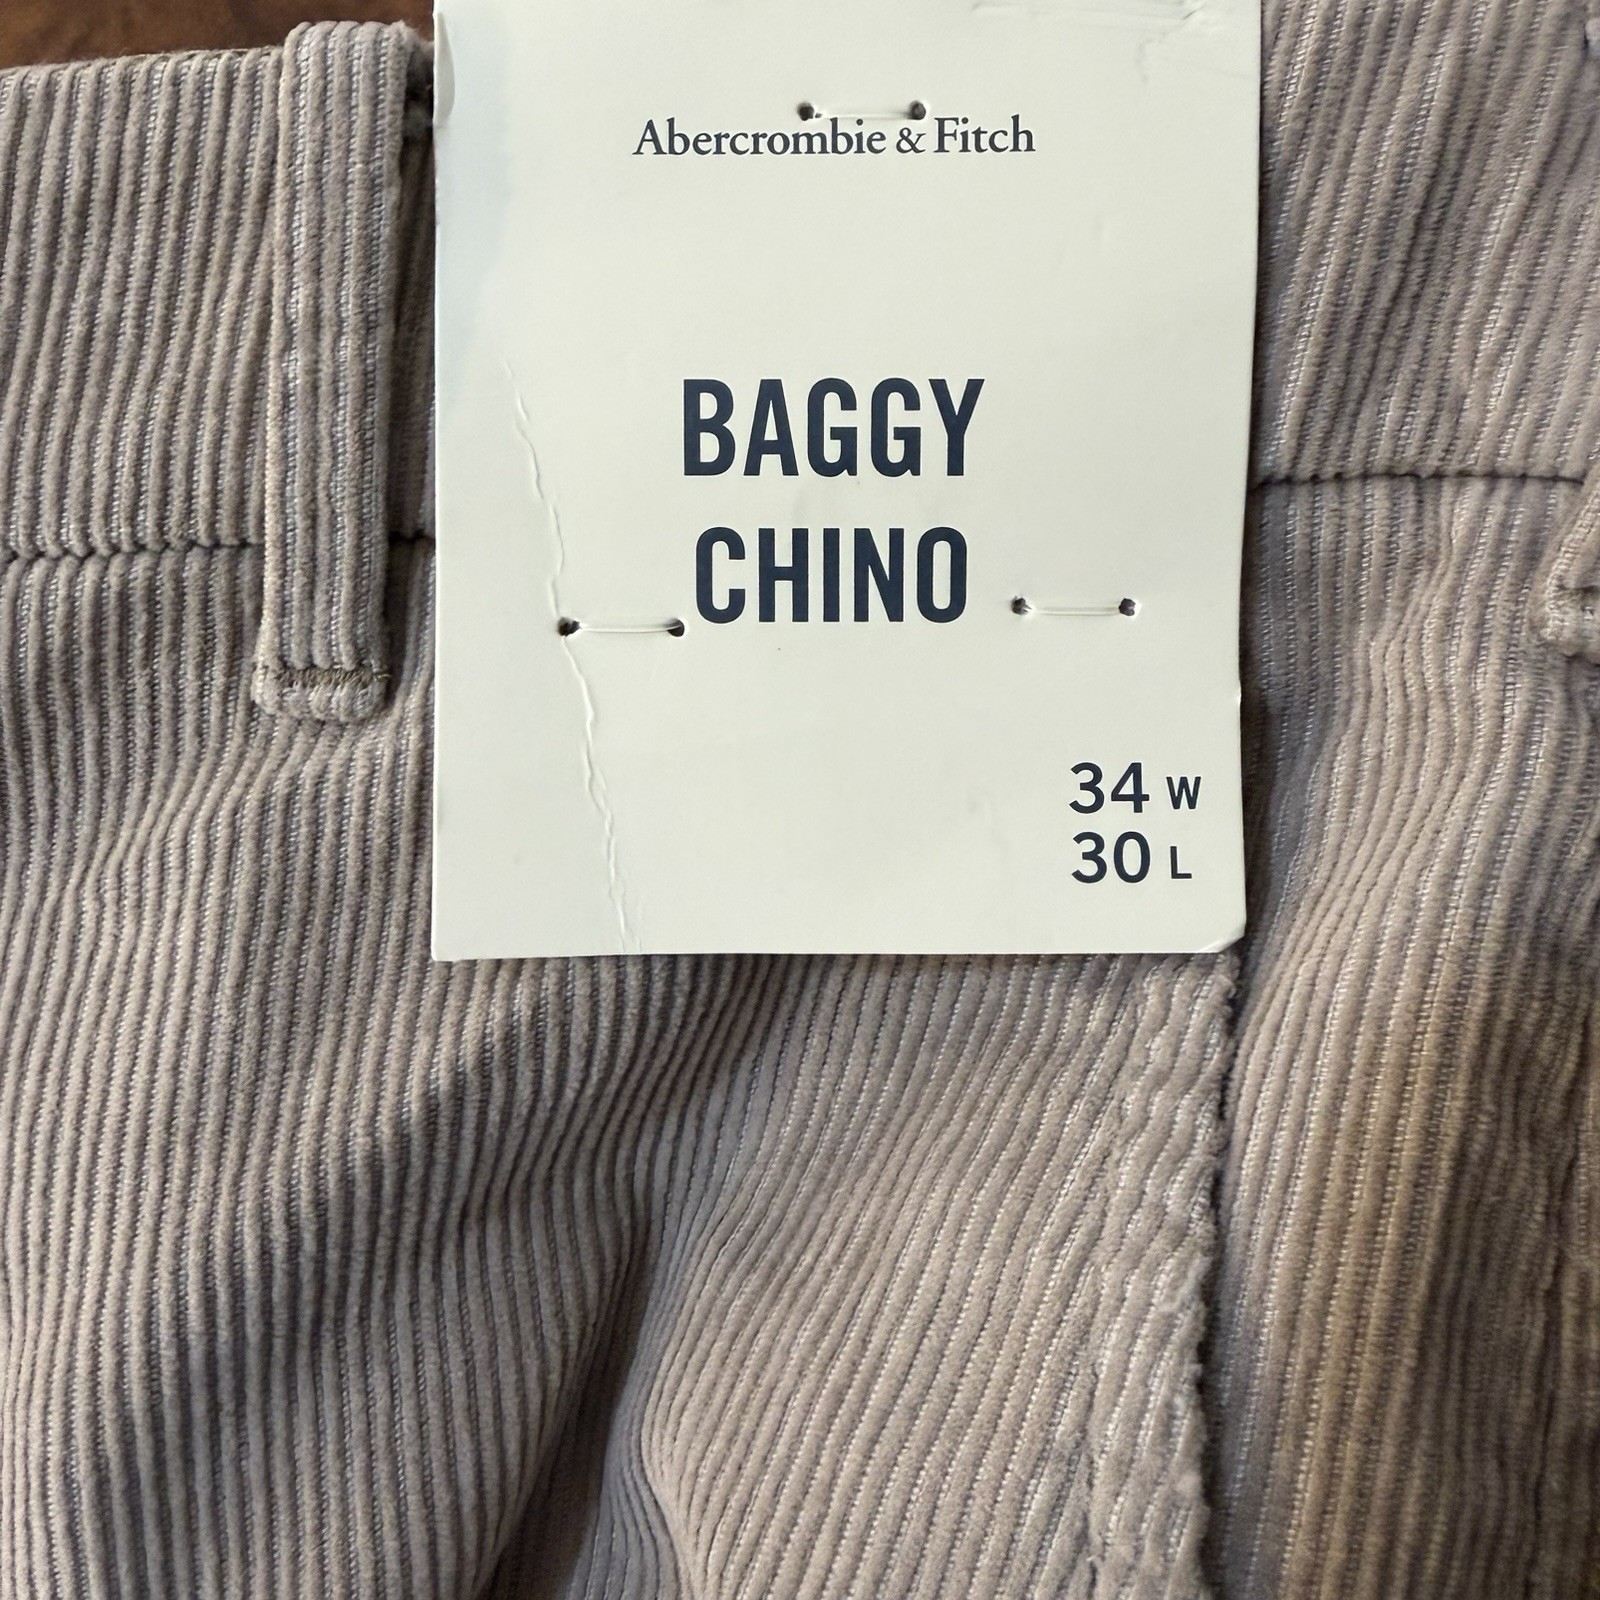 Abercrombie & Fitch
BAGGY
CHINO
34 W
30 L